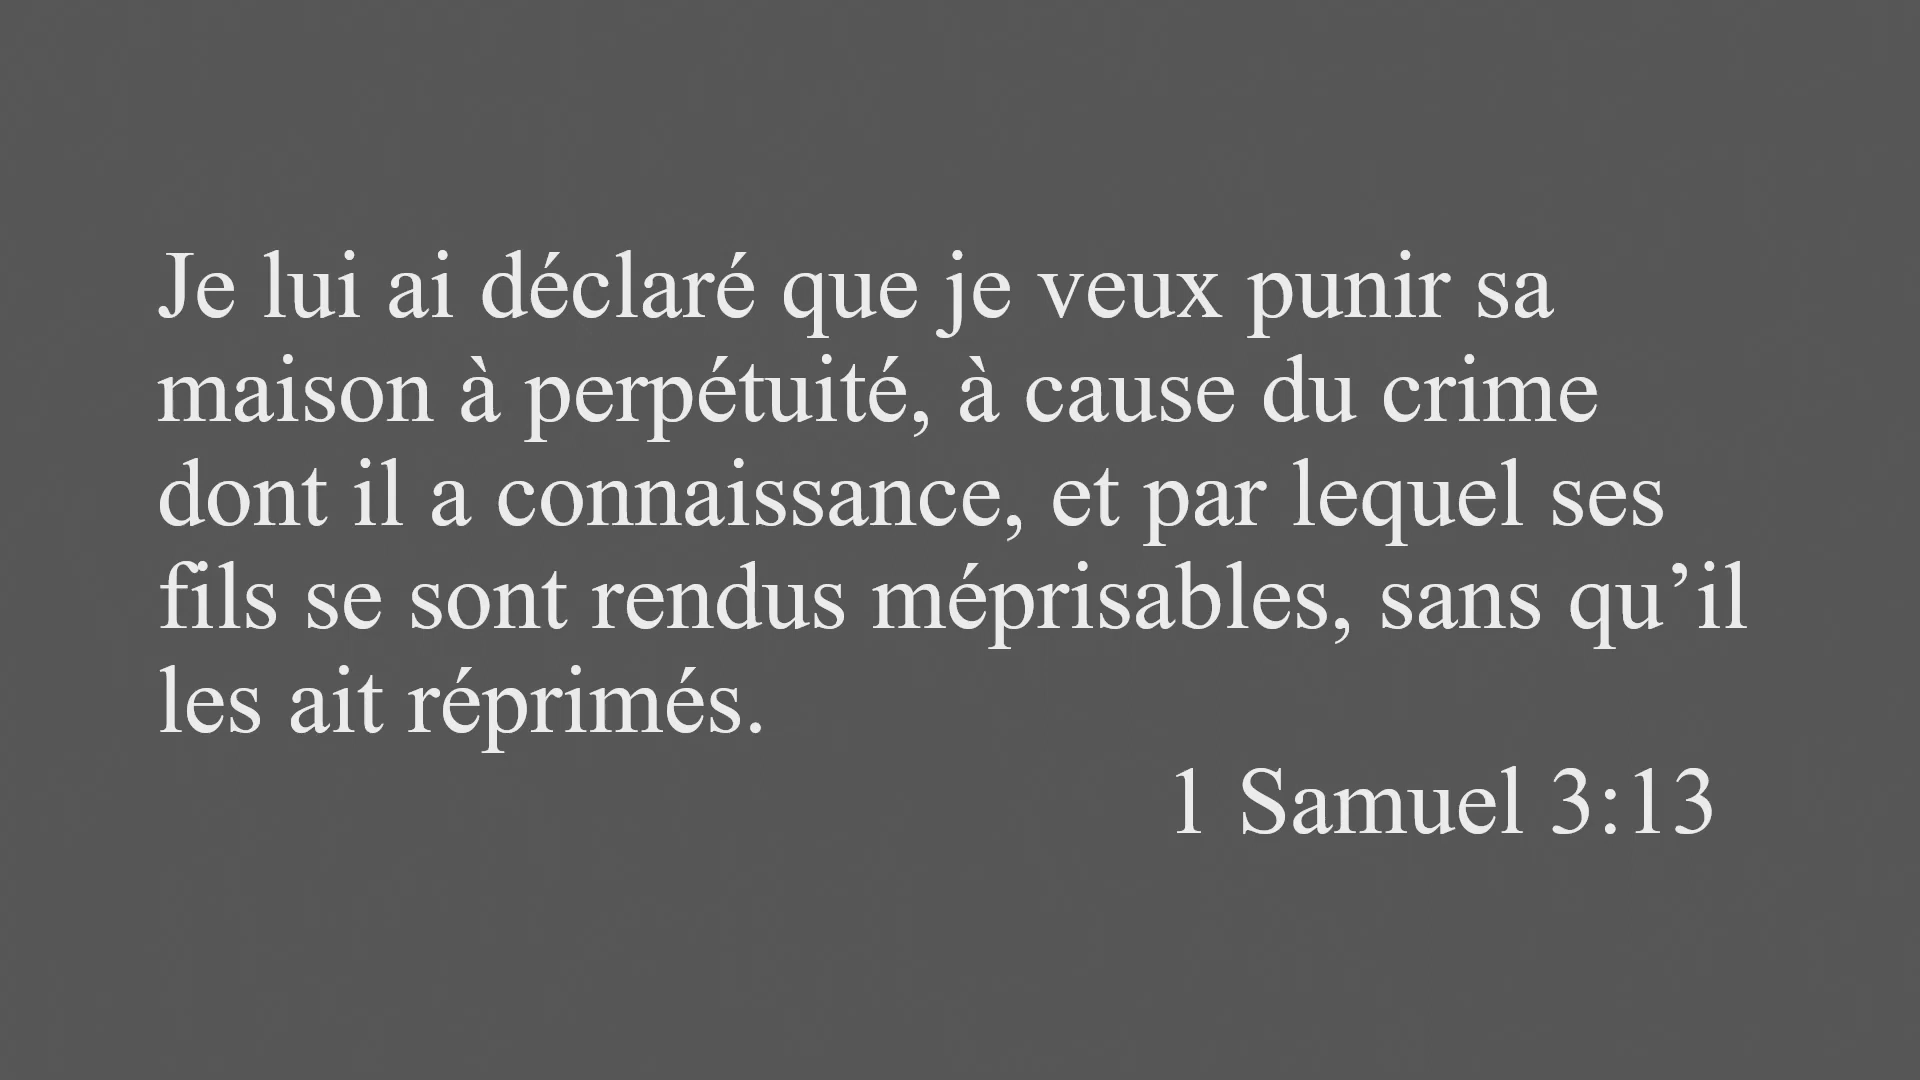 Je lui ai déclaré que je veux punir sa
maison à perpétuité, à cause du crime
dont il a connaissance, et par lequel ses
fils se sont rendus méprisables, sans qu’il
les ait réprimés.
1 Samuel 3:13